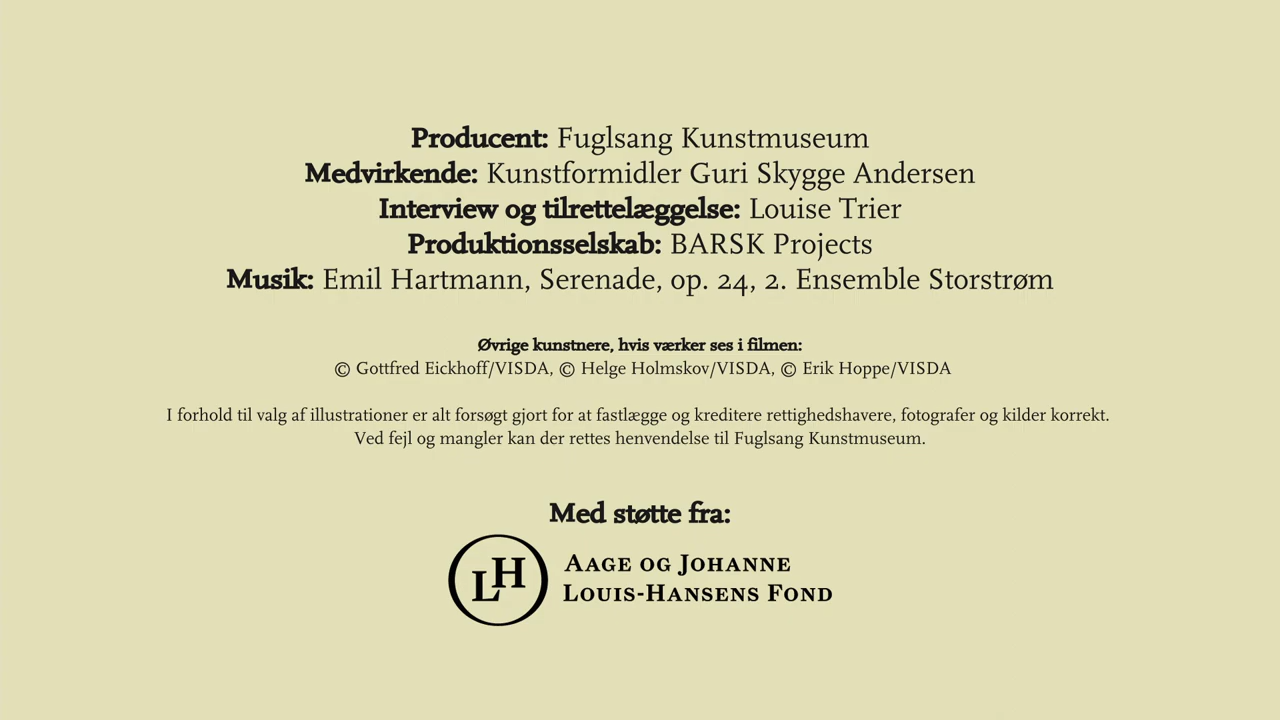 Producent: Fuglsang Kunstmuseum
Medvirkende: Kunstformidler Guri Skygge Andersen
Interview og tilrettelæggelse: Louise Trier
Produktionsselskab: BARSK Projects
Musik: Emil Hartmann, Serenade, op. 24, 2. Ensemble Storstrøm
Øvrige kunstnere, hvis værker ses i filmen:
© Gottfred Eickhoff/VISDA, © Helge Holmskov/VISDA, © Erik Hoppe/VISDA
I forhold til valg af illustrationer er alt forsøgt gjort for at fastlægge og kreditere rettighedshavere, fotografer og kilder korrekt.
Ved fejl og mangler kan der rettes henvendelse til Fuglsang Kunstmuseum.
Med støtte fra:
LH
Aage og Johanne
Louis-Hansens Fond